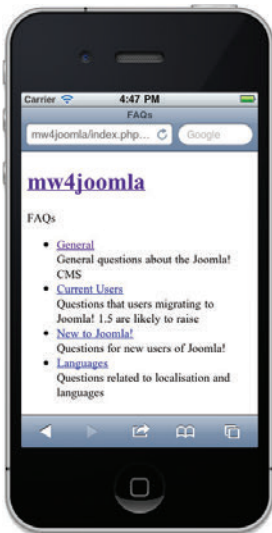 Carrier 4:47 PM
FAQs
mw4joomla/index.php... Google
mw4joomla
FAQs
General
General questions about the Joomla!
CMS
Current Users
Questions that users migrating to
Joomla! 1.5 are likely to raise
New to Joomla!
Questions for new users of Joomla!
Languages
Questions related to localisation and
languages